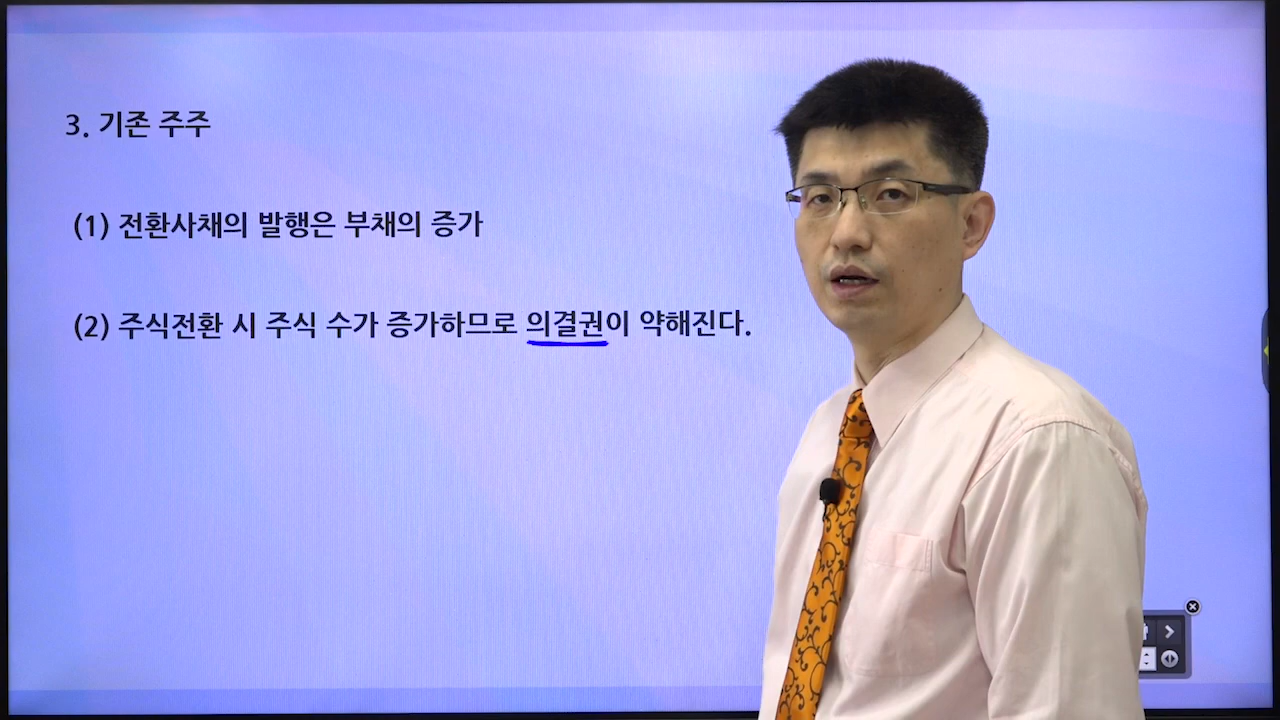 3. 기존 주주
(1) 전환사채의 발행은 부채의 증가
(2) 주식전환 시 주식 수가 증가하므로 의결권이 약해진다.